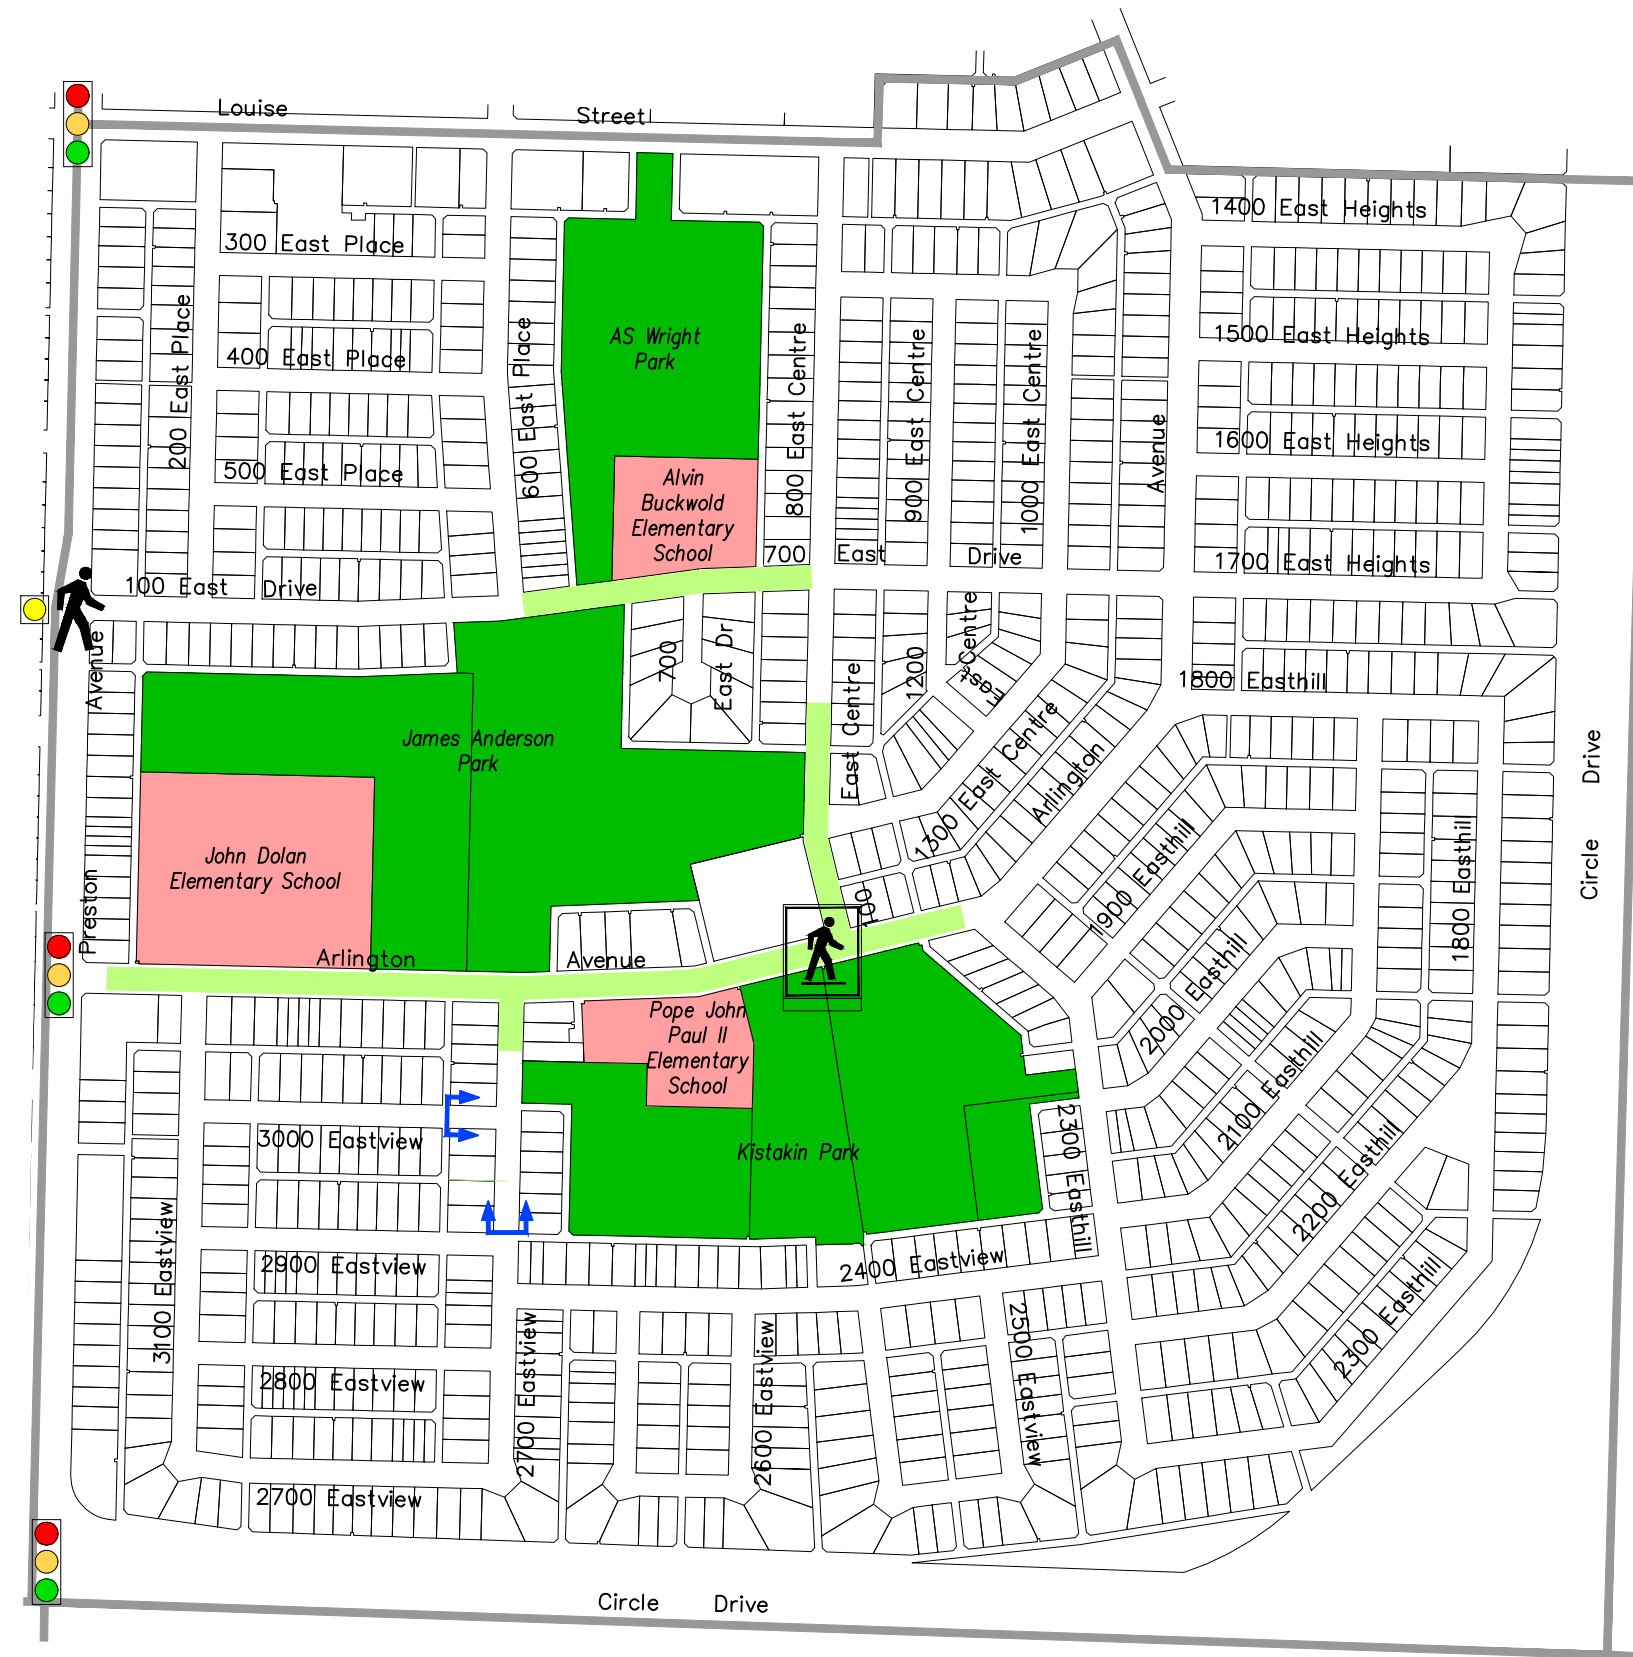 Louise Street
1400 East Heights
300 East Place
200 East Place
400 East Place
500 East Place
600 East Place
AS Wright
Park
800 East Centre
900 East Centre
1000 East Centre
Avenue
1500 East Heights
1600 East Heights
1700 East Heights
Alvin
Buckwold
Elementary
School
700 East Drive
100 East Drive
Avenue
700
East Dr
1200
East
Centre
1800 Easthill
James Anderson
Park
East Centre
1300 East Centre
Arlington
100
John Dolan
Elementary School
Preston
Arlington Avenue
1900 Easthill
1800 Easthill
Circle Drive
2000 Easthill
2100 Easthill
2200 Easthill
2300 Easthill
Pope John
Paul II
Elementary
School
Kistakin Park
2300 Easthill
3000 Eastview
3100 Eastview
2900 Eastview
2400 Eastview
2800 Eastview
2700 Eastview
2600 Eastview
2500 Eastview
2700 Eastview
Circle Drive